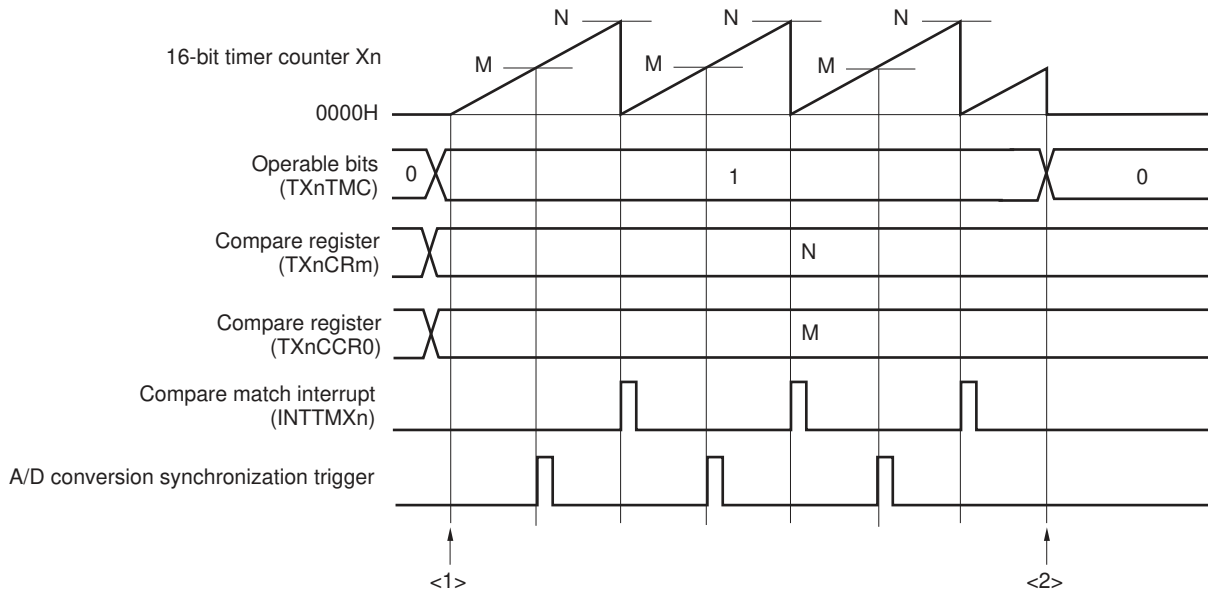 N N N
16-bit timer counter Xn
M M M
0000H
Operable bits
(TXnTMC)
0 1 0
Compare register
(TXnCRm)
N
Compare register
(TXnCCR0)
M
Compare match interrupt
(INTTMXn)
A/D conversion synchronization trigger
<1> <2>